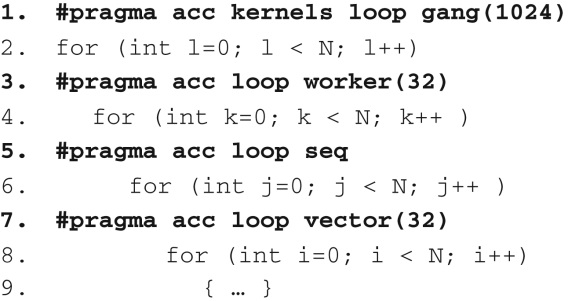 1. #pragma acc kernels loop gang(1024)
2. for (int l=0; l < N; l++)
3. #pragma acc loop worker(32)
4. for (int k=0; k < N; k++ )
5. #pragma acc loop seq
6. for (int j=0; j < N; j++ )
7. #pragma acc loop vector(32)
8. for (int i=0; i < N; i++)
9. { … }